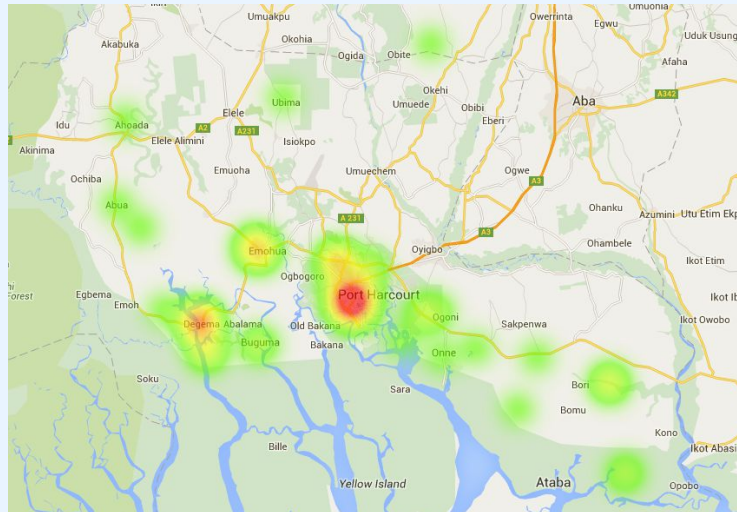 Ikiri
Umuakpu
Owerrinta
Umuonia
Akabuka
Okohia
Obite
Egwu
Uduk Usung
Ogida
Afaha
Okehi
Ubima
Umuede
Aba
A342
Elele
Obibi
Idu
Ahoada
A2
Eberi
Elele Alimini
A231
Isiokpo
Akinima
Umuechem
Ogwe
Ochiba
Emuoha
A3
Ohanku
Abua
A 231
Azumini
Utu Etim Ekp
A3
Emohua
Oyigbo
Ohambele
Ogbogoro
Ikot Etim
Forest
Egbema
Emoh
Port Harcourt
Ikot Ib
Degema
Abalama
Old Bakana
Ogoni
Sakpenwa
Ikot Owobo
Buguma
Bakana
Onne
Soku
Sara
Bori
Bomu
Kono
Bille
Ikot Abasi
Ataba
Yellow Island
Opobo